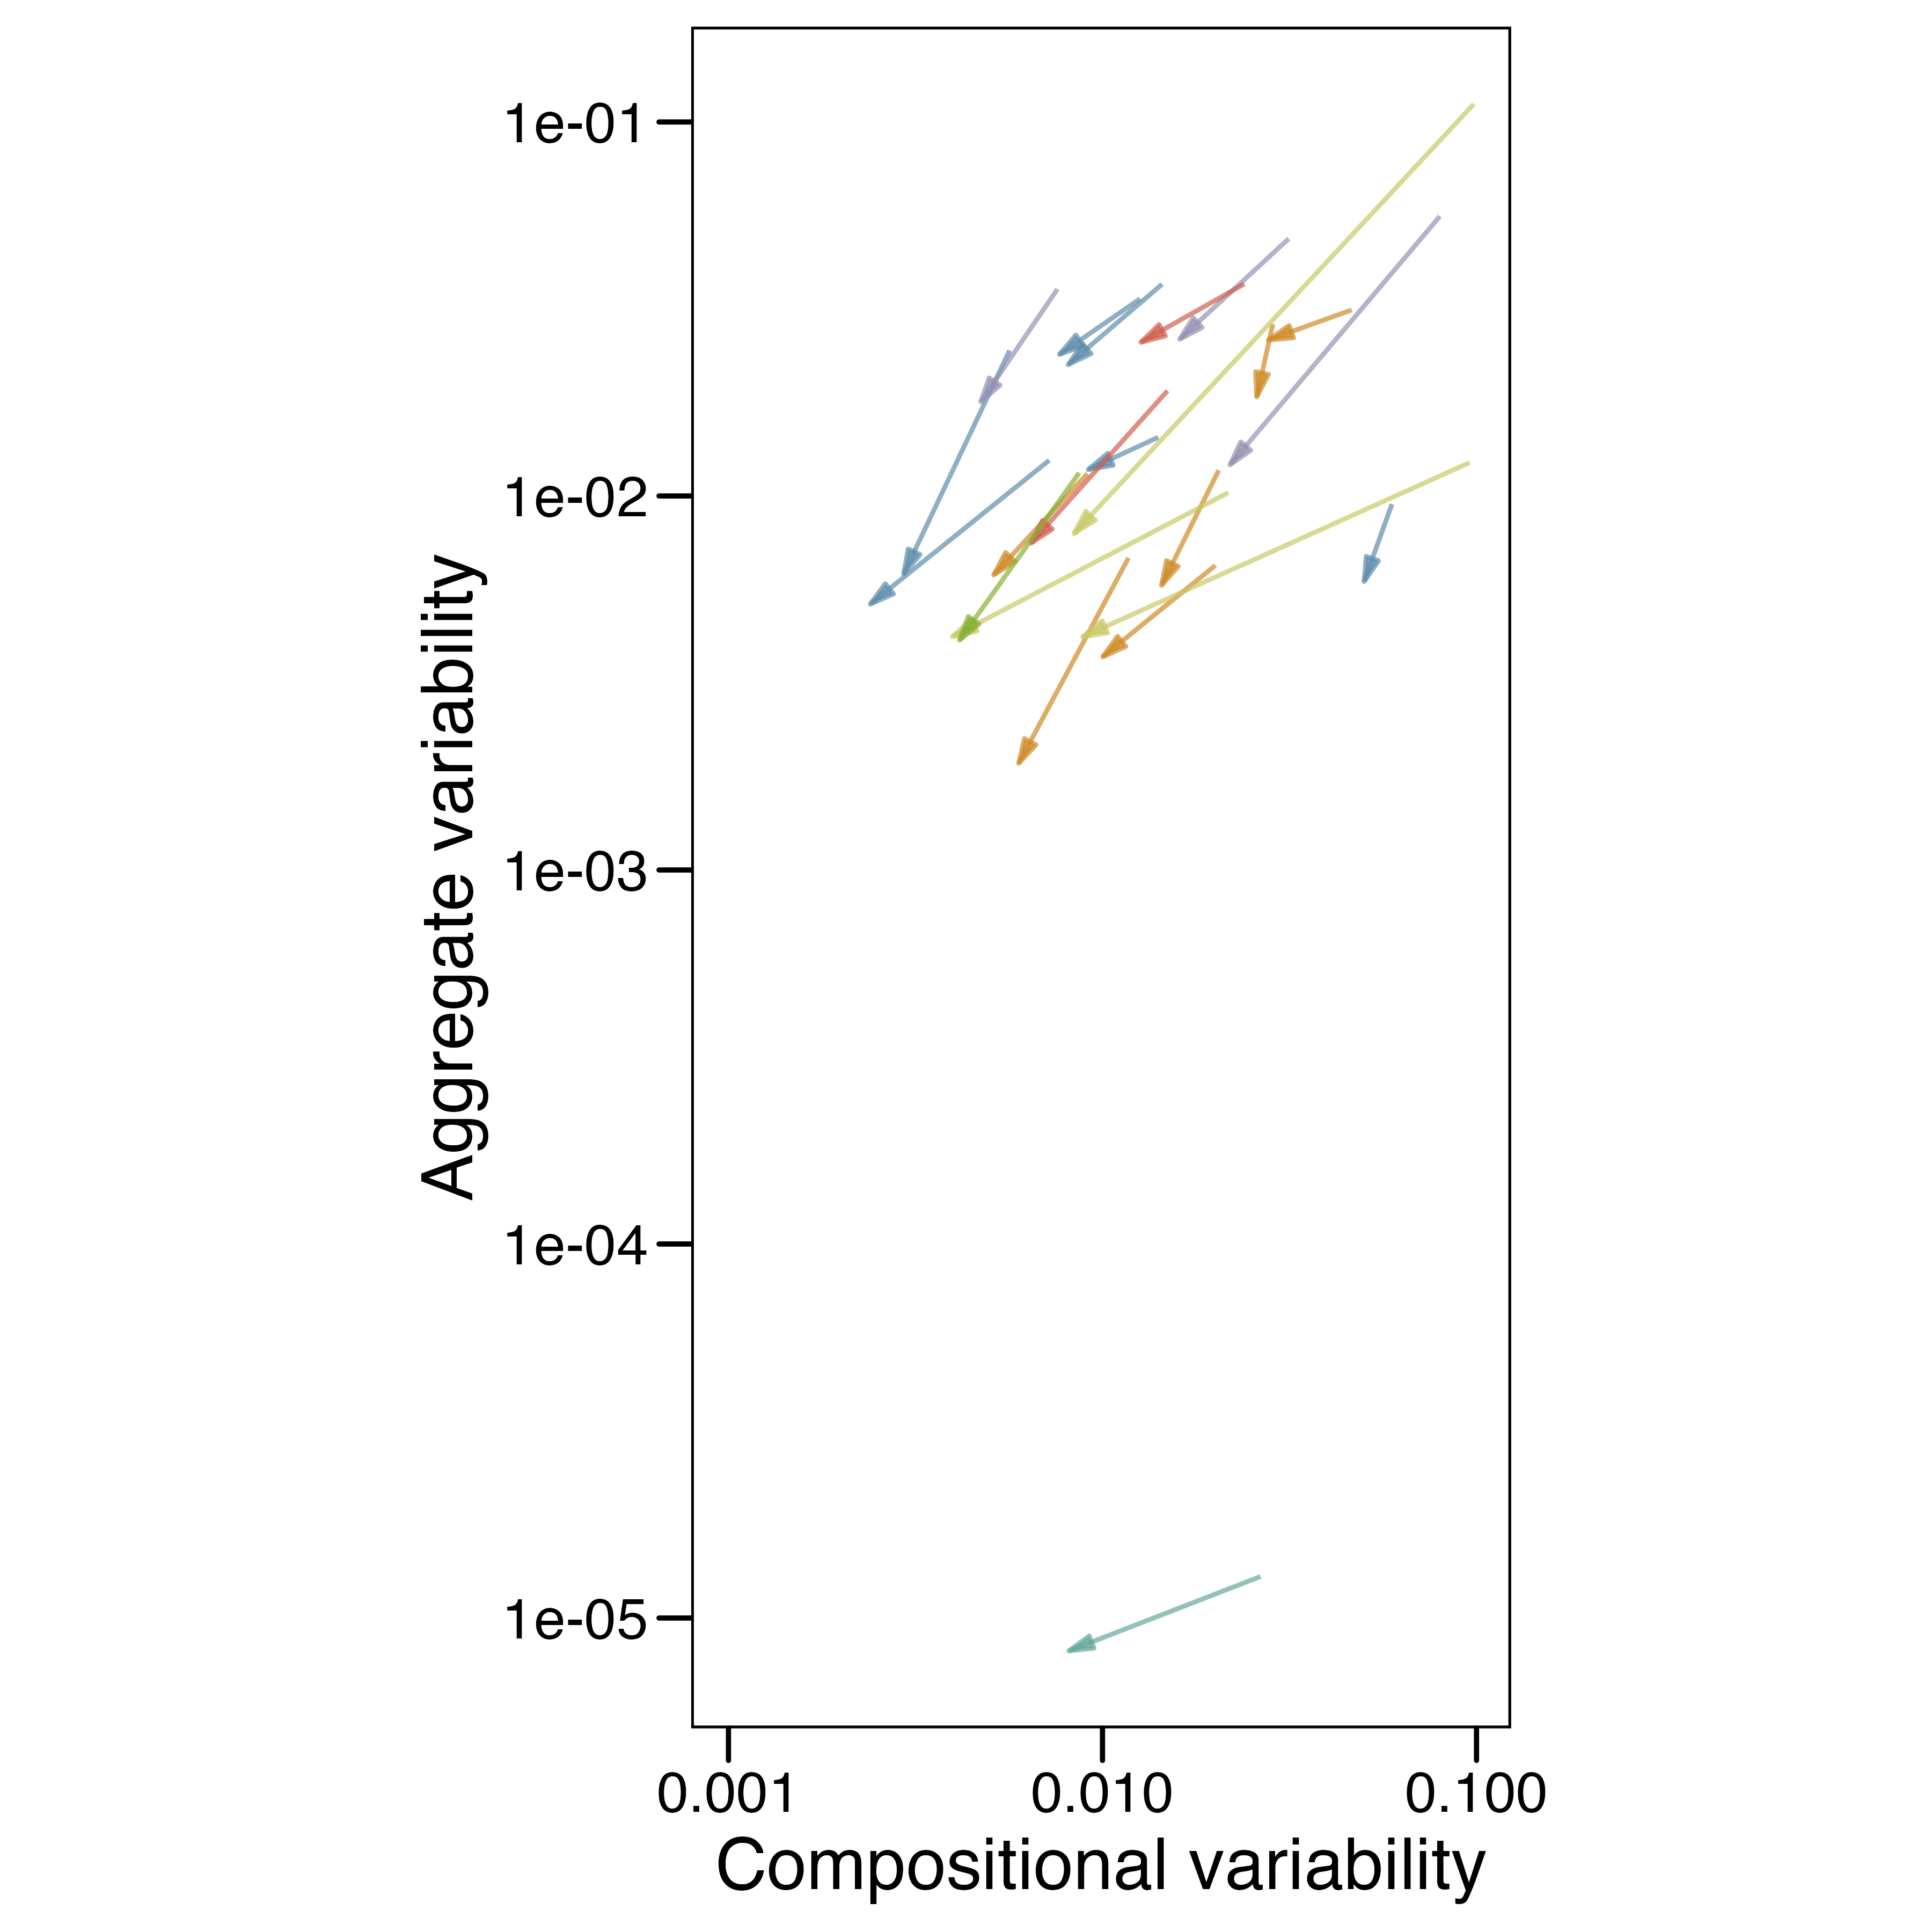 1e-01
1e-02
1e-03
1e-04
1e-05
Aggregate variability
0.001
0.010
0.100
Compositional variability